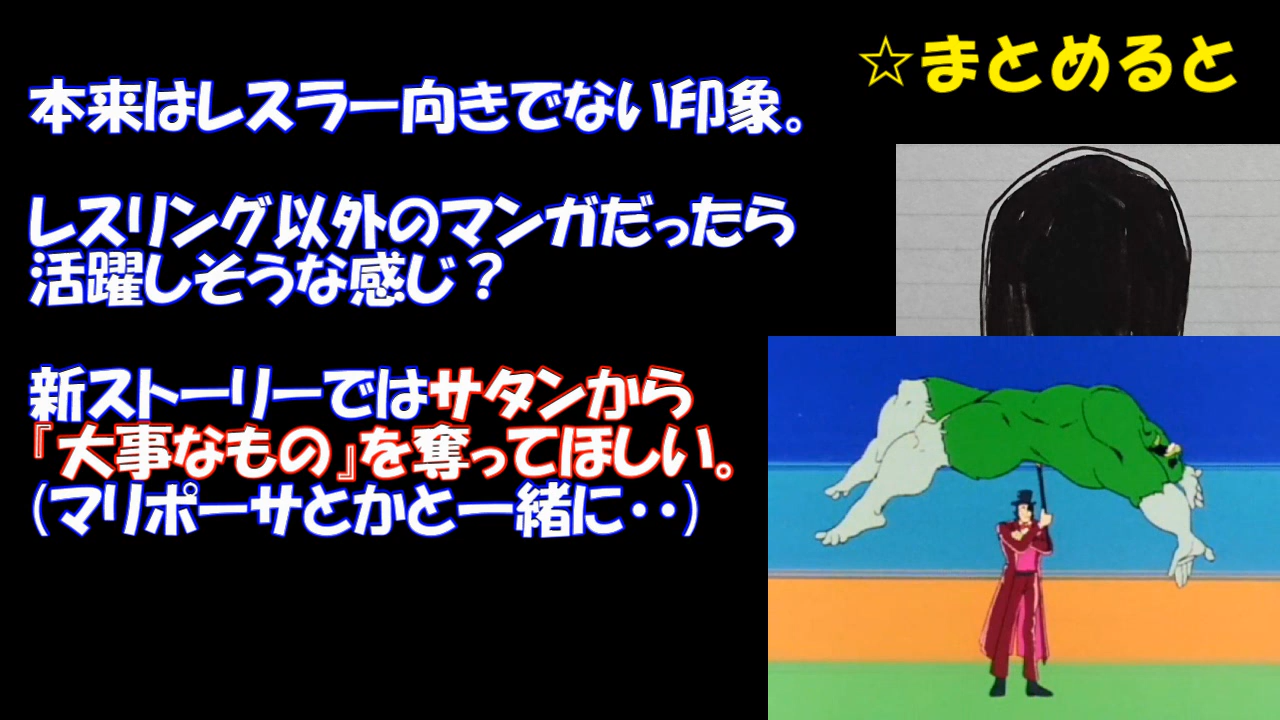 ☆まとめると
本来はレスラー向きでない印象。
レスリング以外のマンガだったら
活躍しそうな感じ？
新ストーリーではサタンから
『大事なもの』を奪ってほしい。
(マリポーサとかと一緒に・・)